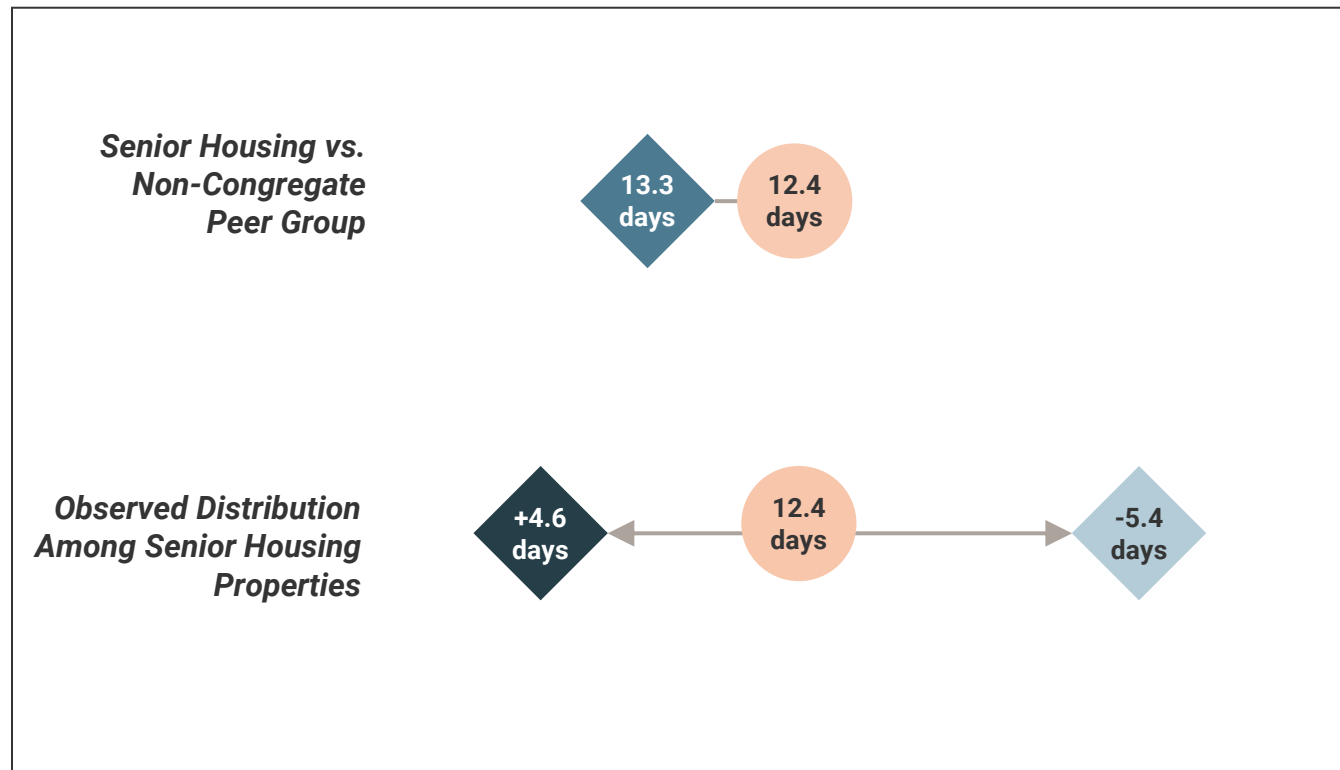 Senior Housing vs.
Non-Congregate
Peer Group
13.3
days
12.4
days
Observed Distribution
Among Senior Housing
Properties
+4.6
days
12.4
days
-5.4
days